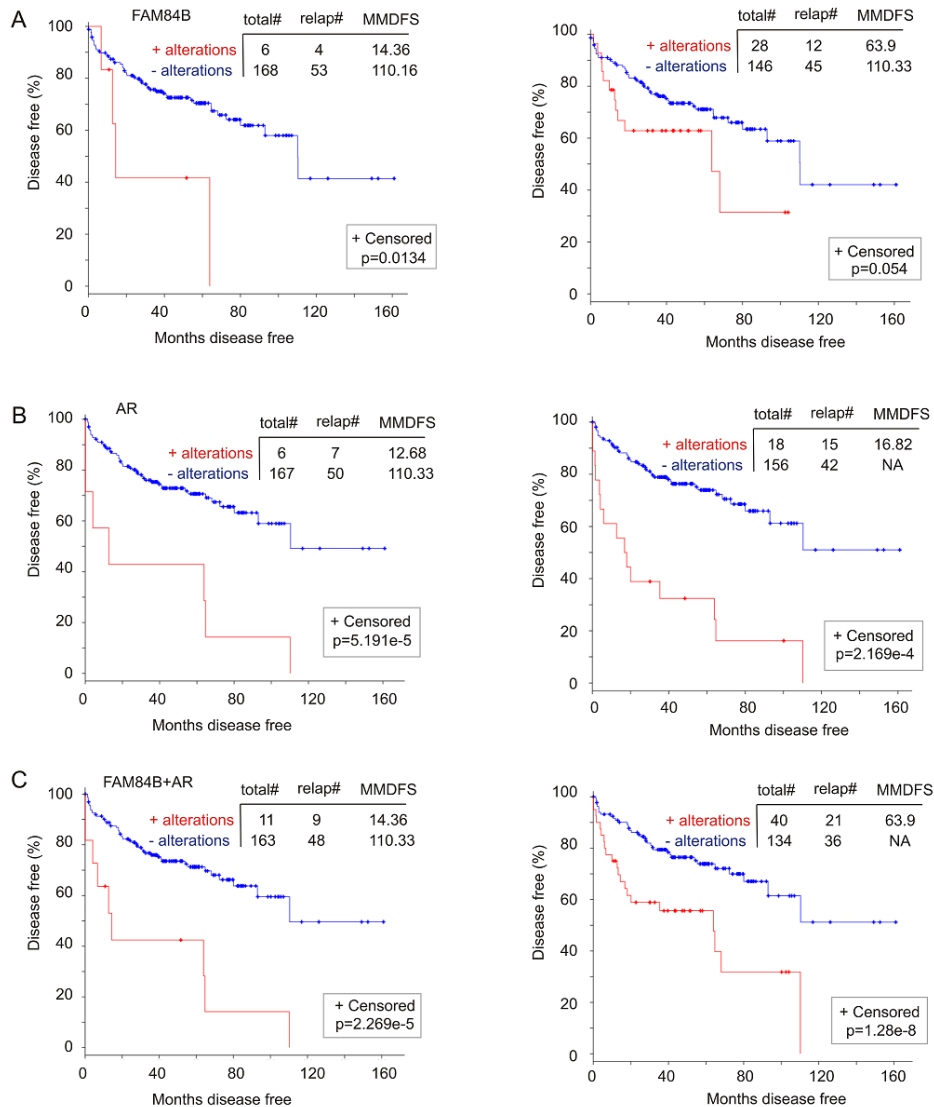 A
FAM84B
total# relap# MMDFS
+ alterations 6 4 14.36
- alterations 168 53 110.16
Disease free (%)
100
80
60
40
20
0
+ Censored
p=0.0134
0 40 80 120 160
Months disease free
total# relap# MMDFS
+ alterations 28 12 63.9
- alterations 146 45 110.33
Disease free (%)
100
80
60
40
20
0
+ Censored
p=0.054
0 40 80 120 160
Months disease free
B
AR
total# relap# MMDFS
+ alterations 6 7 12.68
- alterations 167 50 110.33
Disease free (%)
100
80
60
40
20
0
+ Censored
p=5.191e-5
0 40 80 120 160
Months disease free
total# relap# MMDFS
+ alterations 18 15 16.82
- alterations 156 42 NA
Disease free (%)
100
80
60
40
20
0
+ Censored
p=2.169e-4
0 40 80 120 160
Months disease free
C
FAM84B+AR
total# relap# MMDFS
+ alterations 11 9 14.36
- alterations 163 48 110.33
Disease free (%)
100
80
60
40
20
0
+ Censored
p=2.269e-5
0 40 80 120 160
Months disease free
total# relap# MMDFS
+ alterations 40 21 63.9
- alterations 134 36 NA
Disease free (%)
100
80
60
40
20
0
+ Censored
p=1.28e-8
0 40 80 120 160
Months disease free